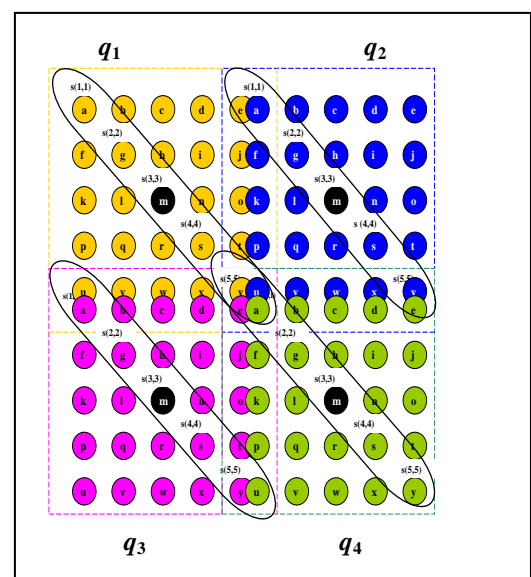 q1 q2
s(1,1) s(1,1)
a b c d e a b c d e
s(2,2) s(2,2)
f g h i j f g h i j
s(3,3) s(3,3)
k l m n o k l m n o
s(4,4) s (4,4)
p q r s t p q r s t
s(5,5) s(5,5)
u v w x y u v w x y
s(1
a b c d e a b c d e
s(2,2) s(2,2)
f g h i j f g h i j
s(3,3) s(3,3)
k l m n o k l m n o
s(4,4) s(4,4)
p q r s t p q r s t
s(5,5) s(5,5)
u v w x y u v w x y
q3 q4